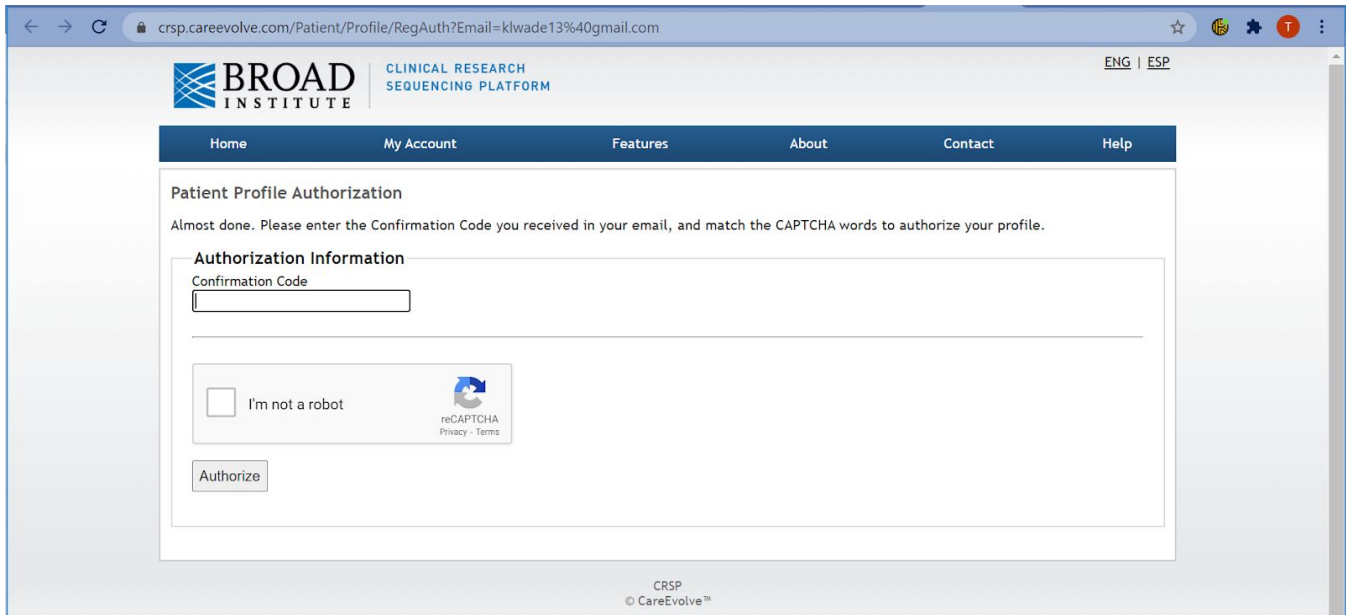 crsp.careevolve.com/Patient/Profile/RegAuth?Email=klwade13%40gmail.com
T
BROAD
INSTITUTE
CLINICAL RESEARCH
SEQUENCING PLATFORM
ENG | ESP
Home My Account Features About Contact Help
Patient Profile Authorization
Almost done. Please enter the Confirmation Code you received in your email, and match the CAPTCHA words to authorize your profile.
Authorization Information
Confirmation Code
I'm not a robot
reCAPTCHA
Privacy - Terms
Authorize
CRSP
© CareEvolve™